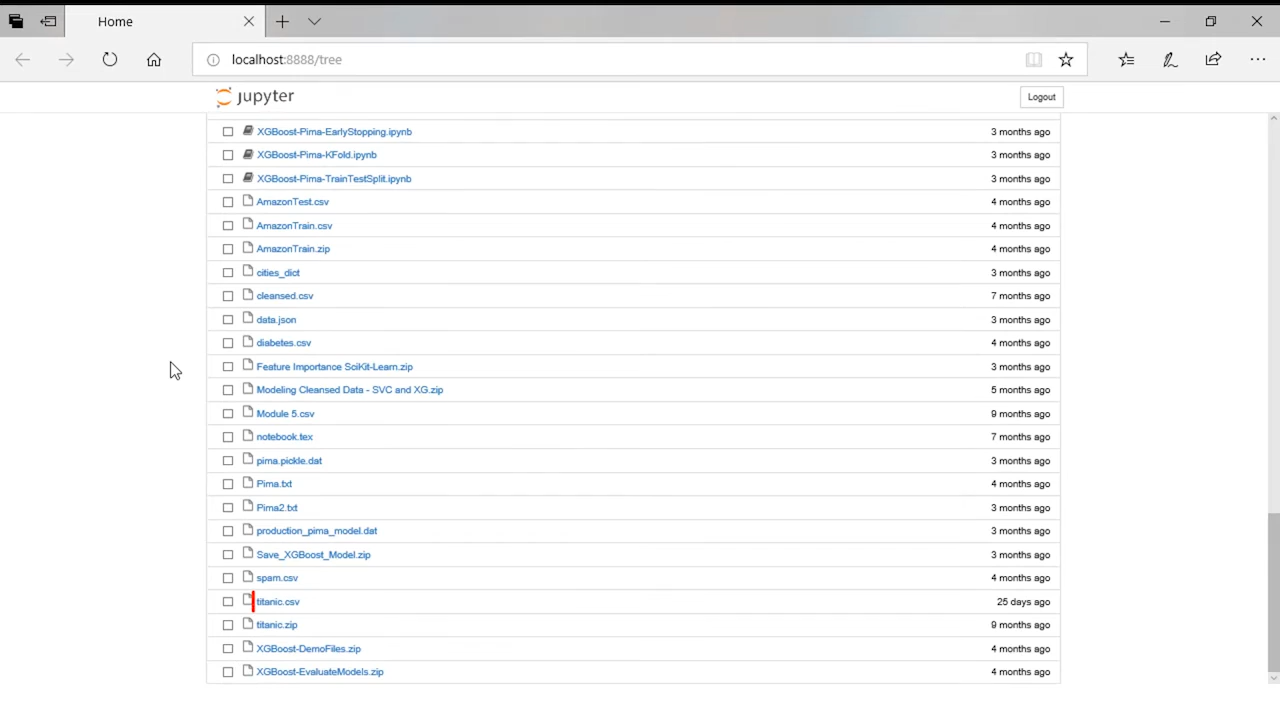 Home
localhost:8888/tree
jupyter
Logout
XGBoost-Pima-EarlyStopping.ipynb 3 months ago
XGBoost-Pima-KFold.ipynb 3 months ago
XGBoost-Pima-TrainTestSplit.ipynb 3 months ago
AmazonTest.csv 4 months ago
AmazonTrain.csv 4 months ago
AmazonTrain.zip 4 months ago
cities_dict 3 months ago
cleansed.csv 7 months ago
data.json 3 months ago
diabetes.csv 4 months ago
Feature Importance SciKit-Learn.zip 3 months ago
Modeling Cleansed Data - SVC and XG.zip 5 months ago
Module 5.csv 9 months ago
notebook.tex 7 months ago
pima.pickle.dat 3 months ago
Pima.txt 4 months ago
Pima2.txt 3 months ago
production_pima_model.dat 3 months ago
Save_XGBoost_Model.zip 3 months ago
spam.csv 4 months ago
titanic.csv 25 days ago
titanic.zip 9 months ago
XGBoost-DemoFiles.zip 4 months ago
XGBoost-EvaluateModels.zip 4 months ago